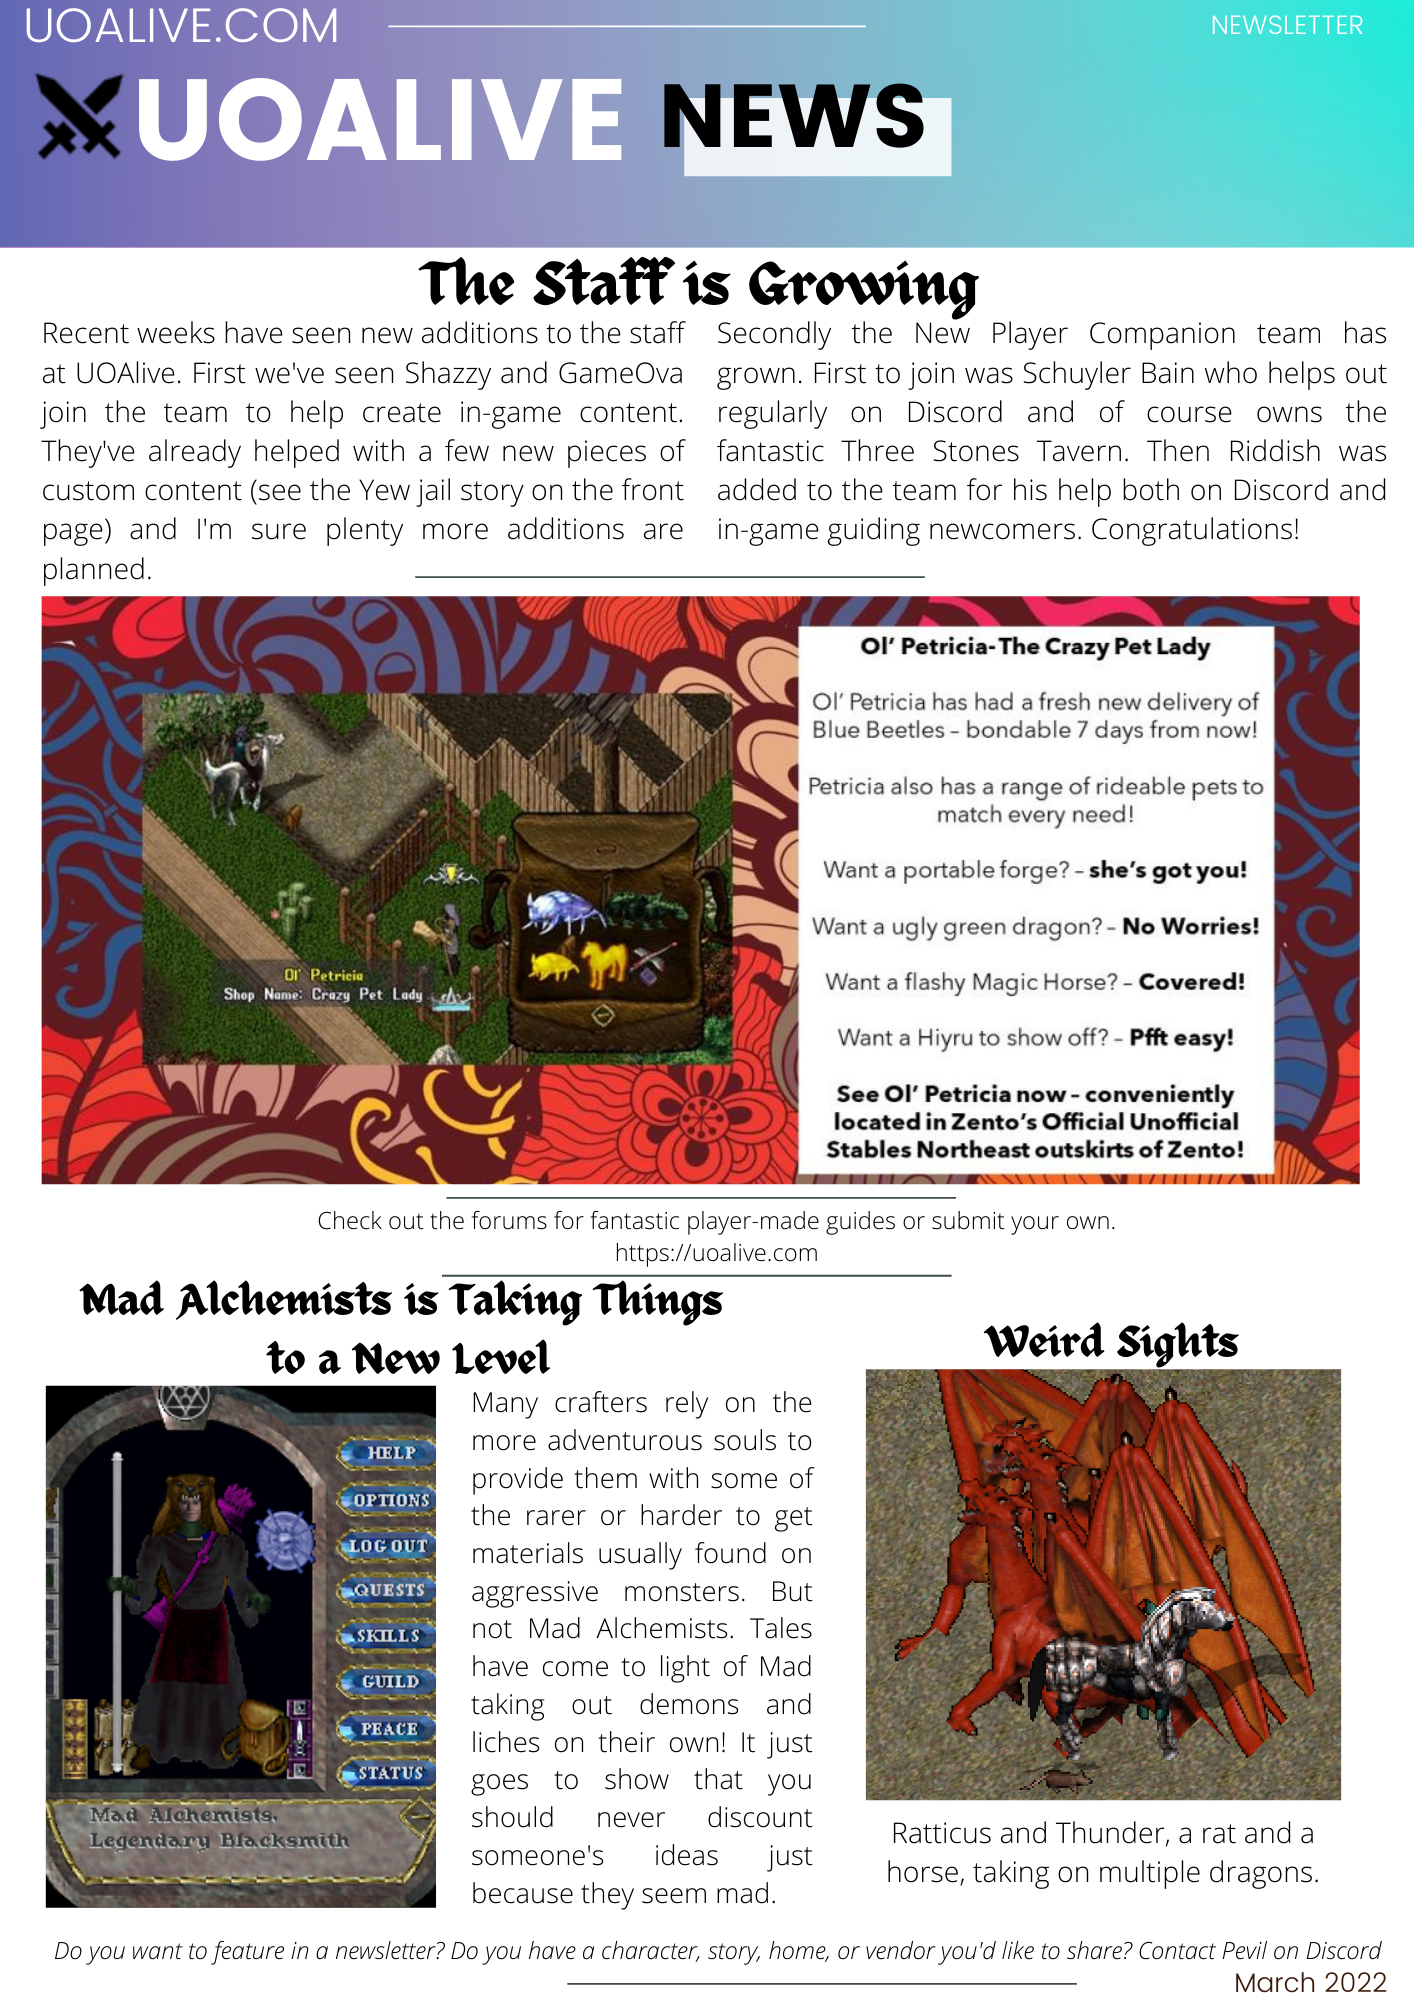 UOALIVE.COM
NEWSLETTER
UOALIVE NEWS
The Staff is Growing
Recent weeks have seen new additions to the staff
at UOAlive. First we've seen Shazzy and GameOva
join the team to help create in-game content.
They've already helped with a few new pieces of
custom content (see the Yew jail story on the front
page) and I'm sure plenty more additions are
planned.
Secondly the New Player Companion team has
grown. First to join was Schuyler Bain who helps out
regularly on Discord and of course owns the
fantastic Three Stones Tavern. Then Riddish was
added to the team for his help both on Discord and
in-game guiding newcomers. Congratulations!
Ol' Petricia
Shop Name: Crazy Pet Lady
Ol' Petricia-The Crazy Pet Lady
Ol' Petricia has had a fresh new delivery of
Blue Beetles – bondable 7 days from now!
Petricia also has a range of rideable pets to
match every need!
Want a portable forge? – she's got you!
Want a ugly green dragon? – No Worries!
Want a flashy Magic Horse? – Covered!
Want a Hiyru to show off? – Pfft easy!
See Ol' Petricia now – conveniently
located in Zento's Official Unofficial
Stables Northeast outskirts of Zento!
Check out the forums for fantastic player-made guides or submit your own.
https://uoalive.com
Mad Alchemists is Taking Things
to a New Level
HELP
OPTIONS
LOG OUT
QUESTS
SKILLS
GUILD
PEACE
STATUS
Mad Alchemists,
Legendary Blacksmith
Many crafters rely on the
more adventurous souls to
provide them with some of
the rarer or harder to get
materials usually found on
aggressive monsters. But
not Mad Alchemists. Tales
have come to light of Mad
taking out demons and
liches on their own! It just
goes to show that you
should never discount
someone's ideas just
because they seem mad.
Weird Sights
Ratticus and Thunder, a rat and a
horse, taking on multiple dragons.
Do you want to feature in a newsletter? Do you have a character, story, home, or vendor you'd like to share? Contact Pevil on Discord
March 2022